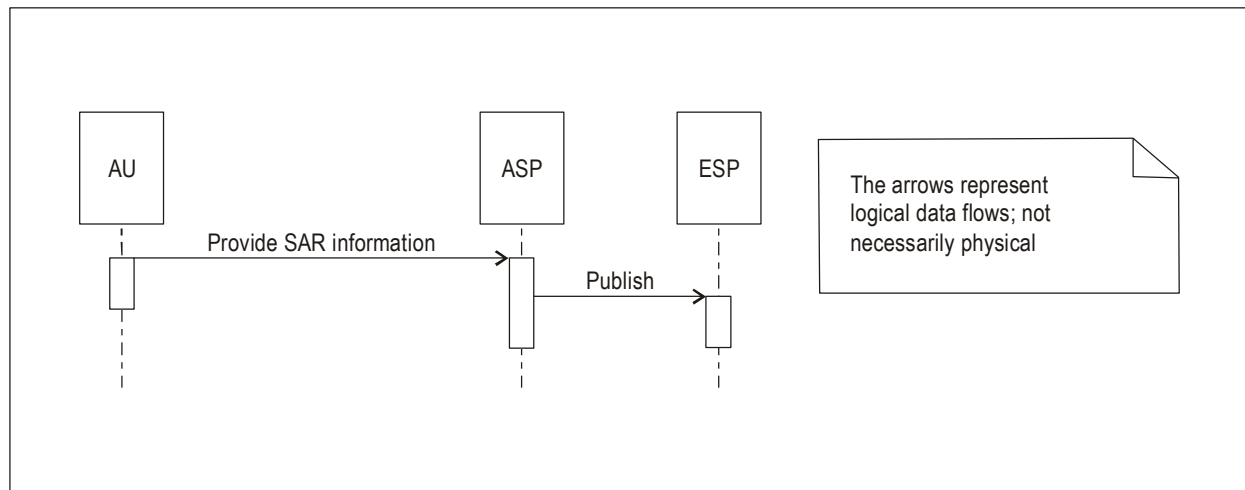 AU
ASP
ESP
The arrows represent
logical data flows; not
necessarily physical
Provide SAR information
Publish